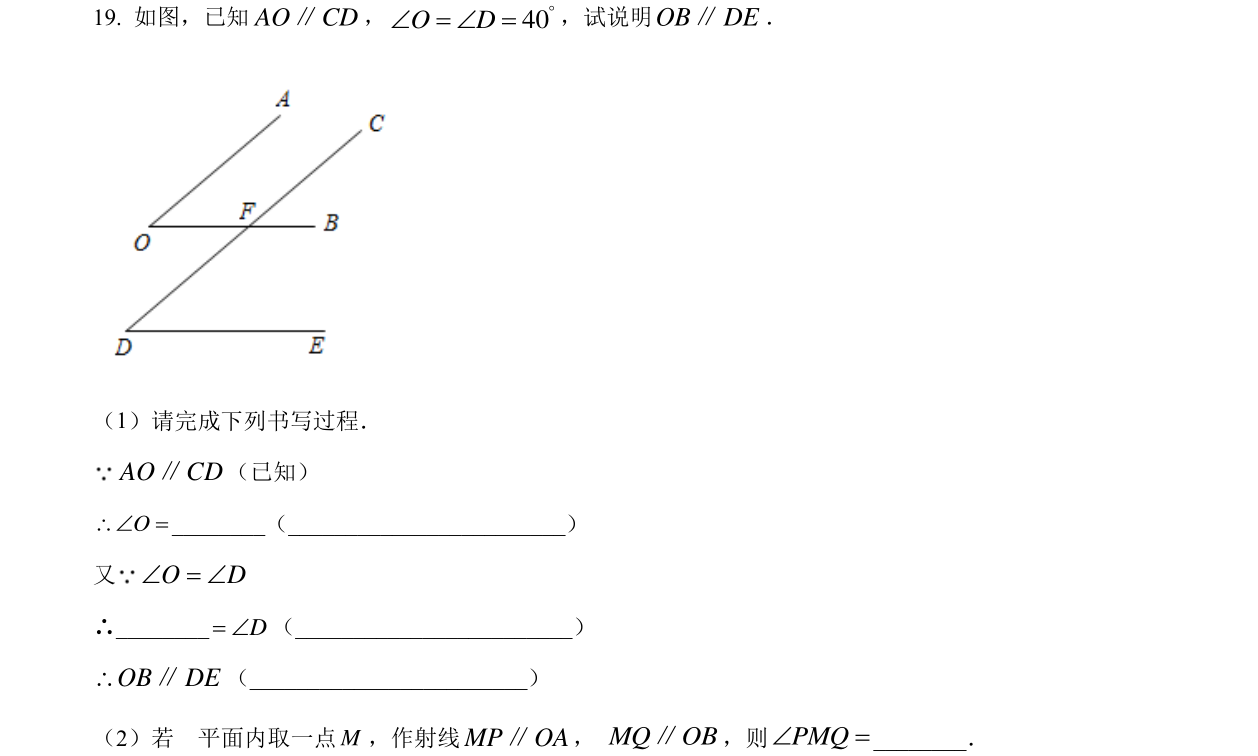 19. 如图，已知 AO∥CD，∠O＝∠D＝40°，试说明OB∥DE．
A
C
F
B
O
D
E
（1）请完成下列书写过程．
∵AO∥CD（已知）
∴∠O＝________（________________________）
又∵∠O＝∠D
∴________＝∠D（________________________）
∴OB∥DE（________________________）
（2）若 平面内取一点M，作射线MP∥OA， MQ∥OB，则∠PMQ＝________．